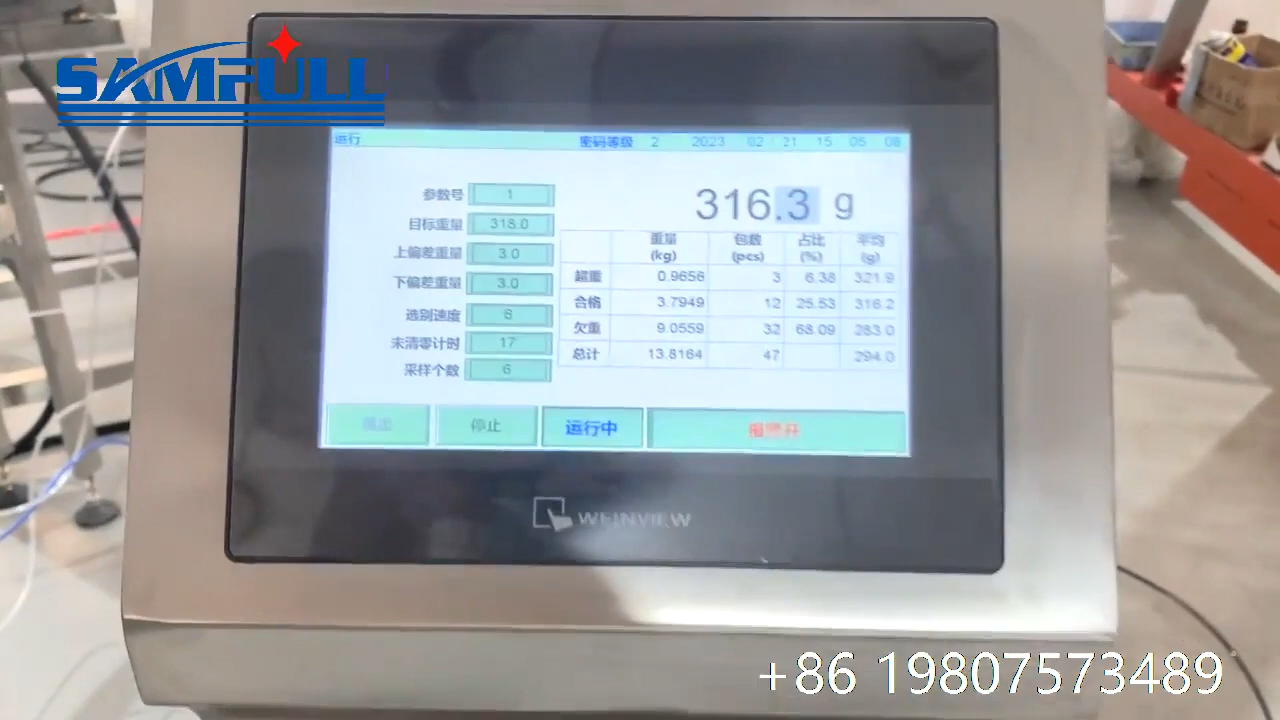 SAMFULL
运行 密码等级 2 2023 02 21 15 05 08
316.3 g
参数号 1
目标重量 318.0
上偏差重量 3.0
下偏差重量 3.0
选别速度 6
未清零计时 17
采样个数 6
重量 (kg) 包数 (pcs) 占比 (%) 平均 (g)
超重 0.9656 3 6.38 321.9
合格 3.7949 12 25.53 316.2
欠重 9.0559 32 68.09 283.0
总计 13.8164 47 294.0
停止 运行中
WEINVIEW
+86 19807573489